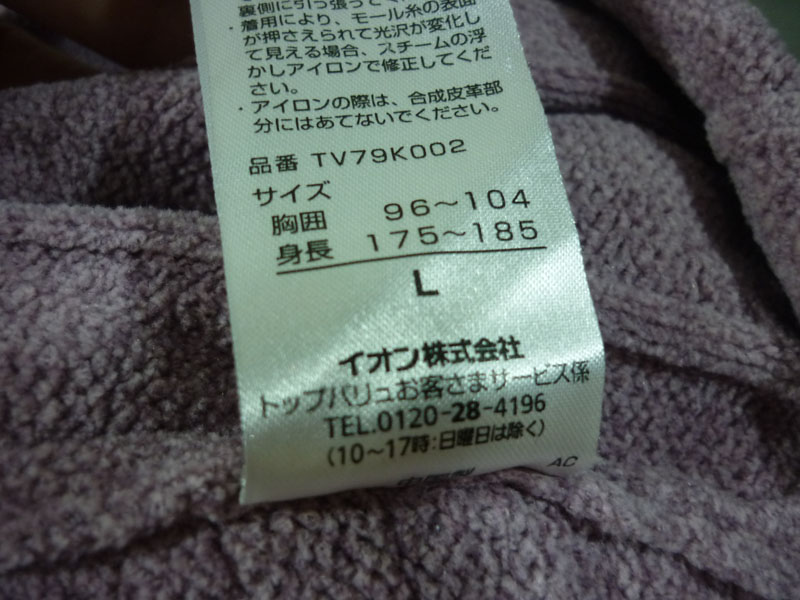 裏側に引っ張って、
・着用により、モール糸の表面
が押さえられて光沢が変化し
て見える場合、スチームの浮
かしアイロンで修正してくだ
さい。
・アイロンの際は、合成皮革部
分にはあてないでください。
品番 TV79K002
サイズ
胸囲 96〜104
身長 175〜185
L
イオン株式会社
トップバリュお客さまサービス係
TEL.0120-28-4196
(10〜17時:日曜日は除く)
中国製 AC